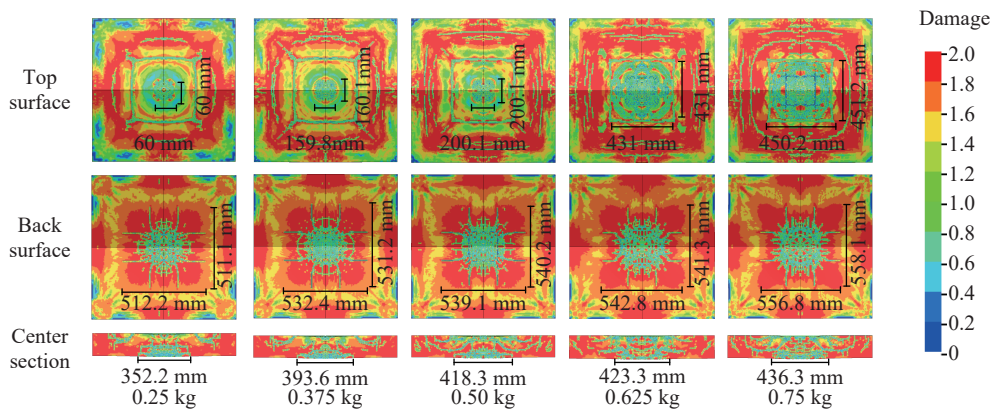 Damage
Top surface
60 mm
60 mm
159.8mm
160.1 mm
200.1 mm
200.1 mm
431 mm
431 mm
450.2 mm
451.2 mm
Back surface
512.2 mm
511.1 mm
532.4 mm
531.2 mm
539.1 mm
540.2 mm
542.8 mm
541.3 mm
556.8 mm
558.1 mm
Center section
352.2 mm
393.6 mm
418.3 mm
423.3 mm
436.3 mm
0.25 kg
0.375 kg
0.50 kg
0.625 kg
0.75 kg
2.0
1.8
1.6
1.4
1.2
1.0
0.8
0.6
0.4
0.2
0